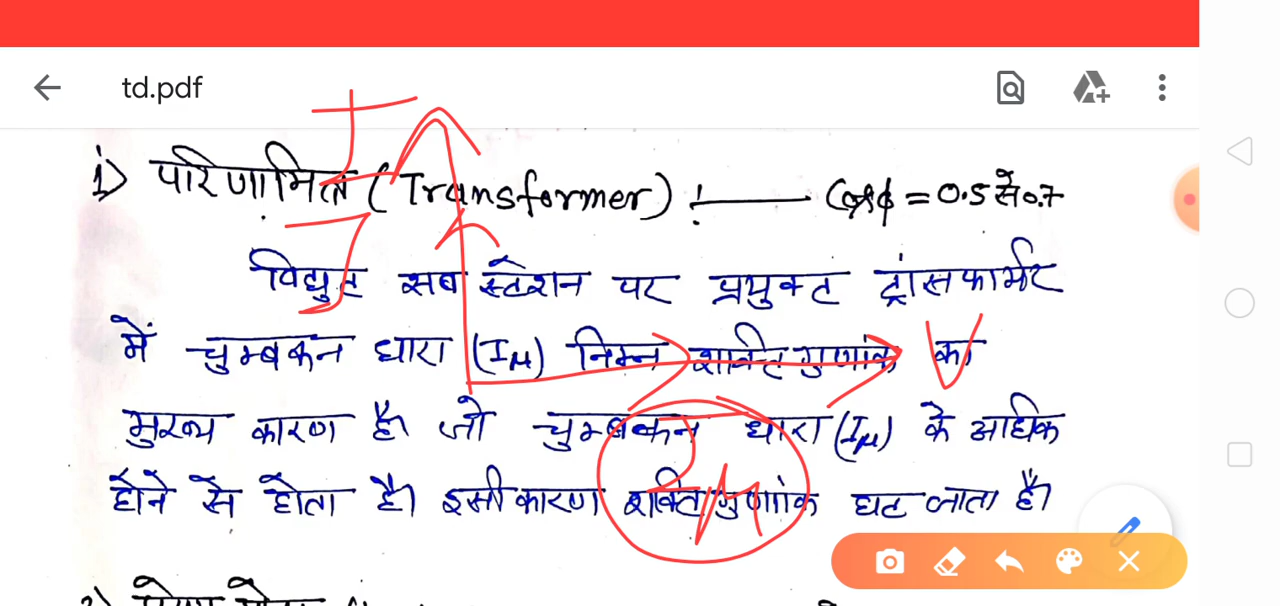 td.pdf
1) परिणामित्र (Transformer) :— cosϕ = 0.5 से 0.7
विद्युत सब स्टेशन पर प्रयुक्ट ट्रांसफार्मर
में चुम्बकन धारा (Iμ) निम्न शक्ति गुणांक का
मुख्य कारण है। जो चुम्बकन धारा (Iμ) के अधिक
होने से होता है। इसी कारण शक्ति गुणांक घट जाता है।
I
I
V